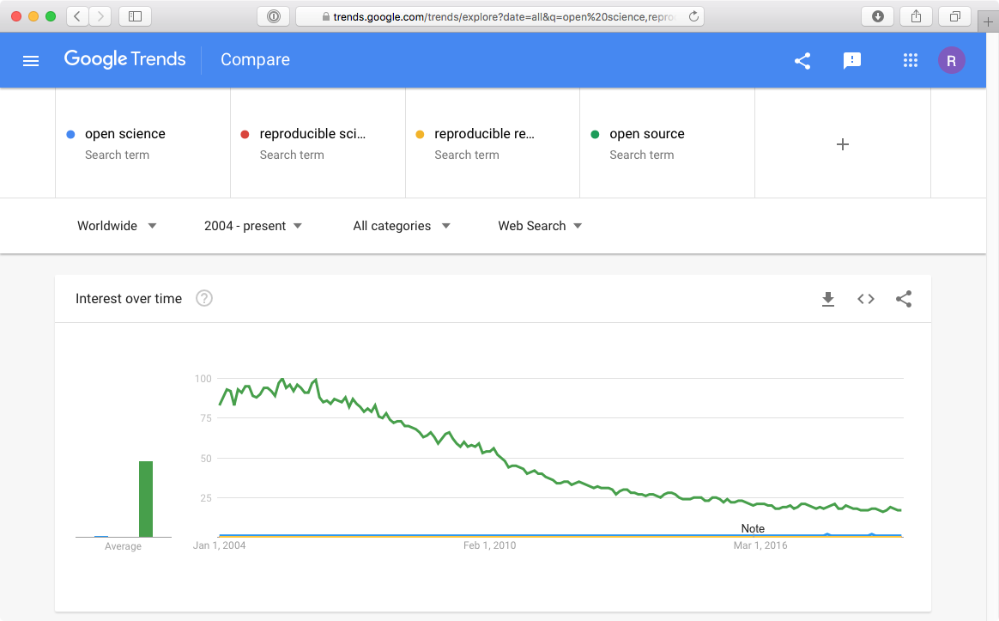 trends.google.com/trends/explore?date=all&q=open%20science,repro
Google Trends Compare R
open science
Search term
reproducible sci...
Search term
reproducible re...
Search term
open source
Search term
+
Worldwide 2004 - present All categories Web Search
Interest over time ?
100
75
50
25
Note
Average
Jan 1, 2004 Feb 1, 2010 Mar 1, 2016